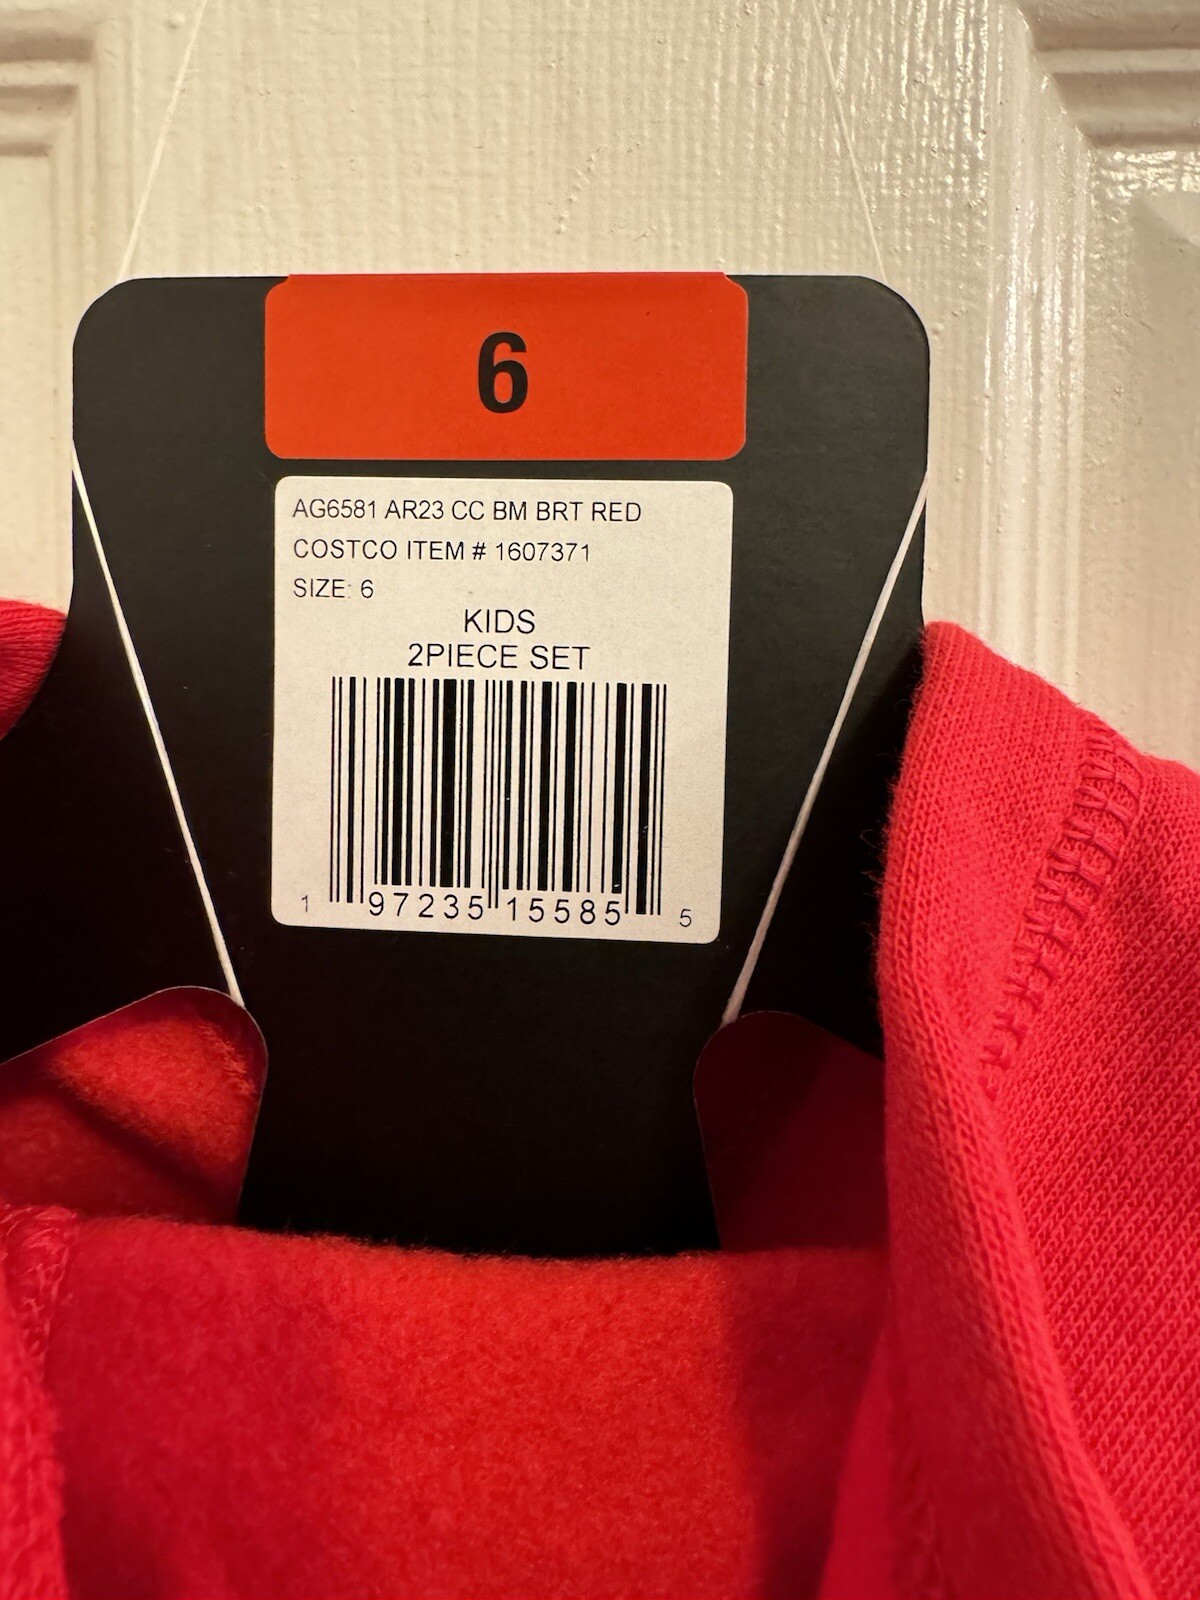 6
AG6581 AR23 CC BM BRT RED
COSTCO ITEM # 1607371
SIZE: 6
KIDS
2PIECE SET
1 97235 15585 5